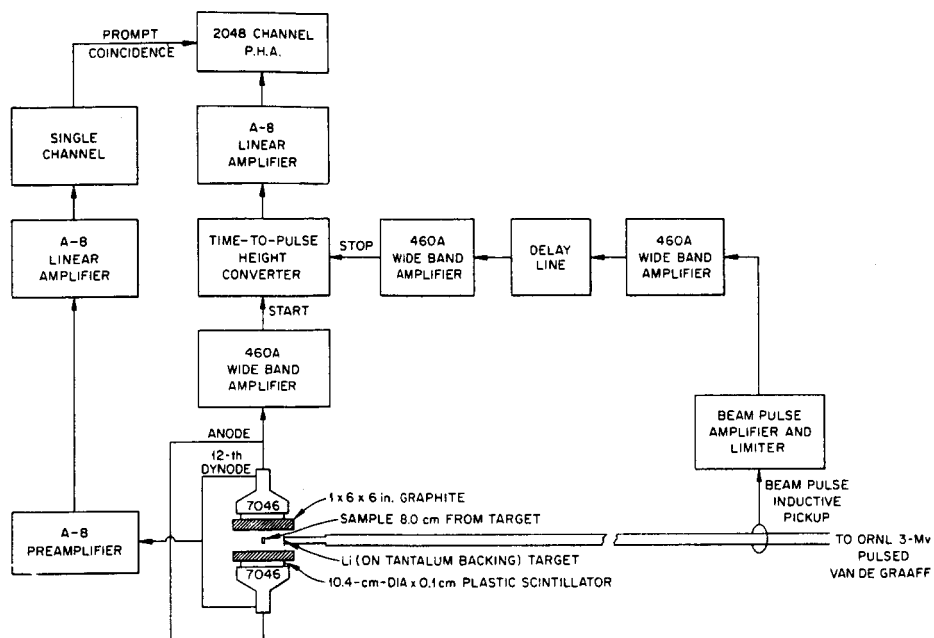 PROMPT
COINCIDENCE
2048 CHANNEL
P.H.A.
SINGLE
CHANNEL
A-8
LINEAR
AMPLIFIER
A-8
LINEAR
AMPLIFIER
TIME-TO-PULSE
HEIGHT
CONVERTER
STOP
460A
WIDE BAND
AMPLIFIER
DELAY
LINE
460A
WIDE BAND
AMPLIFIER
START
460A
WIDE BAND
AMPLIFIER
BEAM PULSE
AMPLIFIER AND
LIMITER
ANODE
12-th
DYNODE
BEAM PULSE
INDUCTIVE
PICKUP
7046
1 x 6 x 6 in. GRAPHITE
SAMPLE 8.0 cm FROM TARGET
A-8
PREAMPLIFIER
TO ORNL 3-Mv
PULSED
VAN DE GRAAFF
Li (ON TANTALUM BACKING) TARGET
7046
10.4-cm-DIA x 0.1 cm PLASTIC SCINTILLATOR